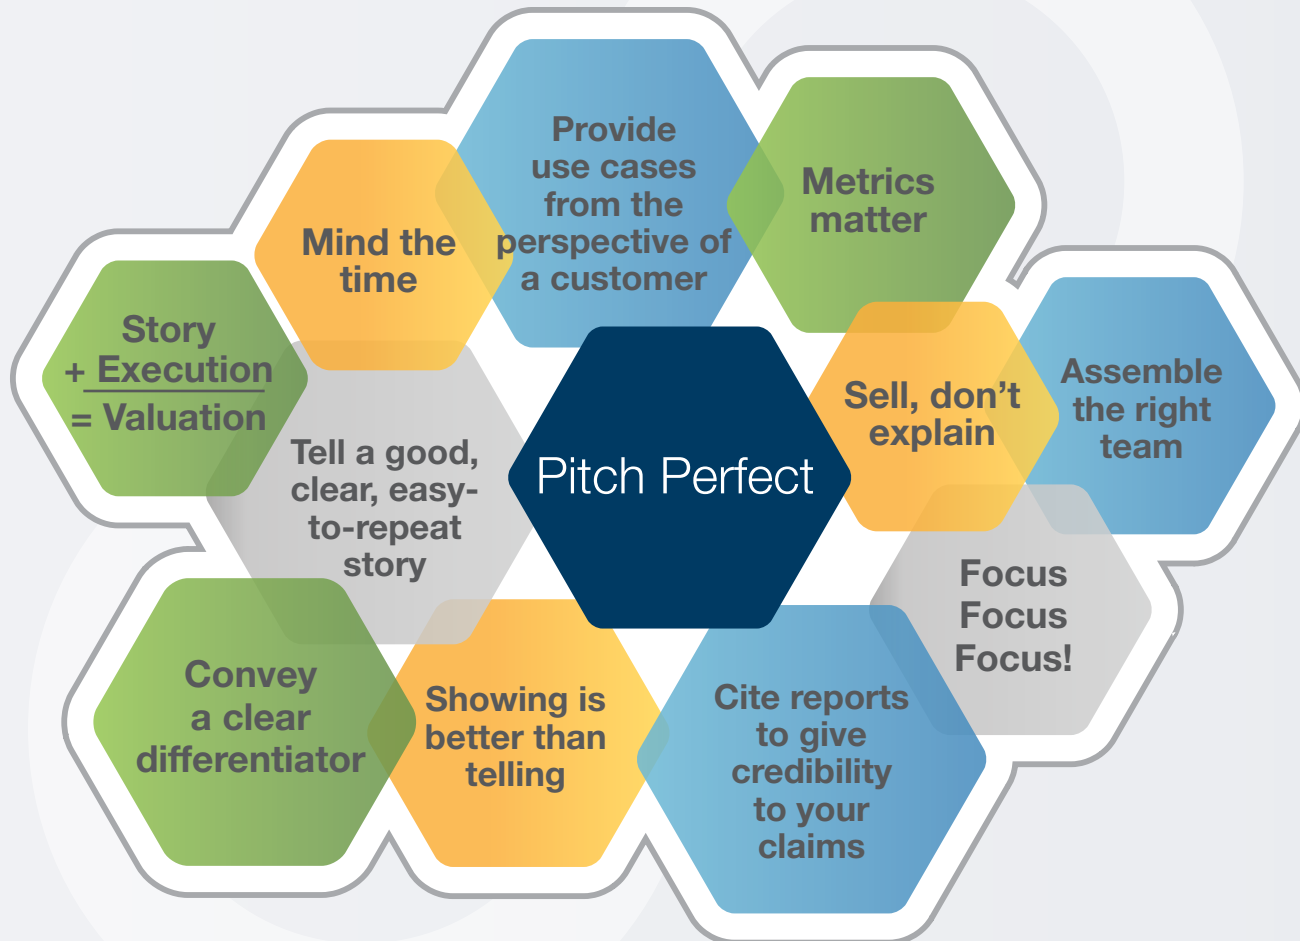 Provide
use cases
from the
perspective of
a customer
Metrics
matter
Mind the
time
Story
+ Execution
= Valuation
Tell a good,
clear, easy-
to-repeat
story
Pitch Perfect
Sell, don’t
explain
Assemble
the right
team
Focus
Focus
Focus!
Convey
a clear
differentiator
Showing is
better than
telling
Cite reports
to give
credibility
to your
claims